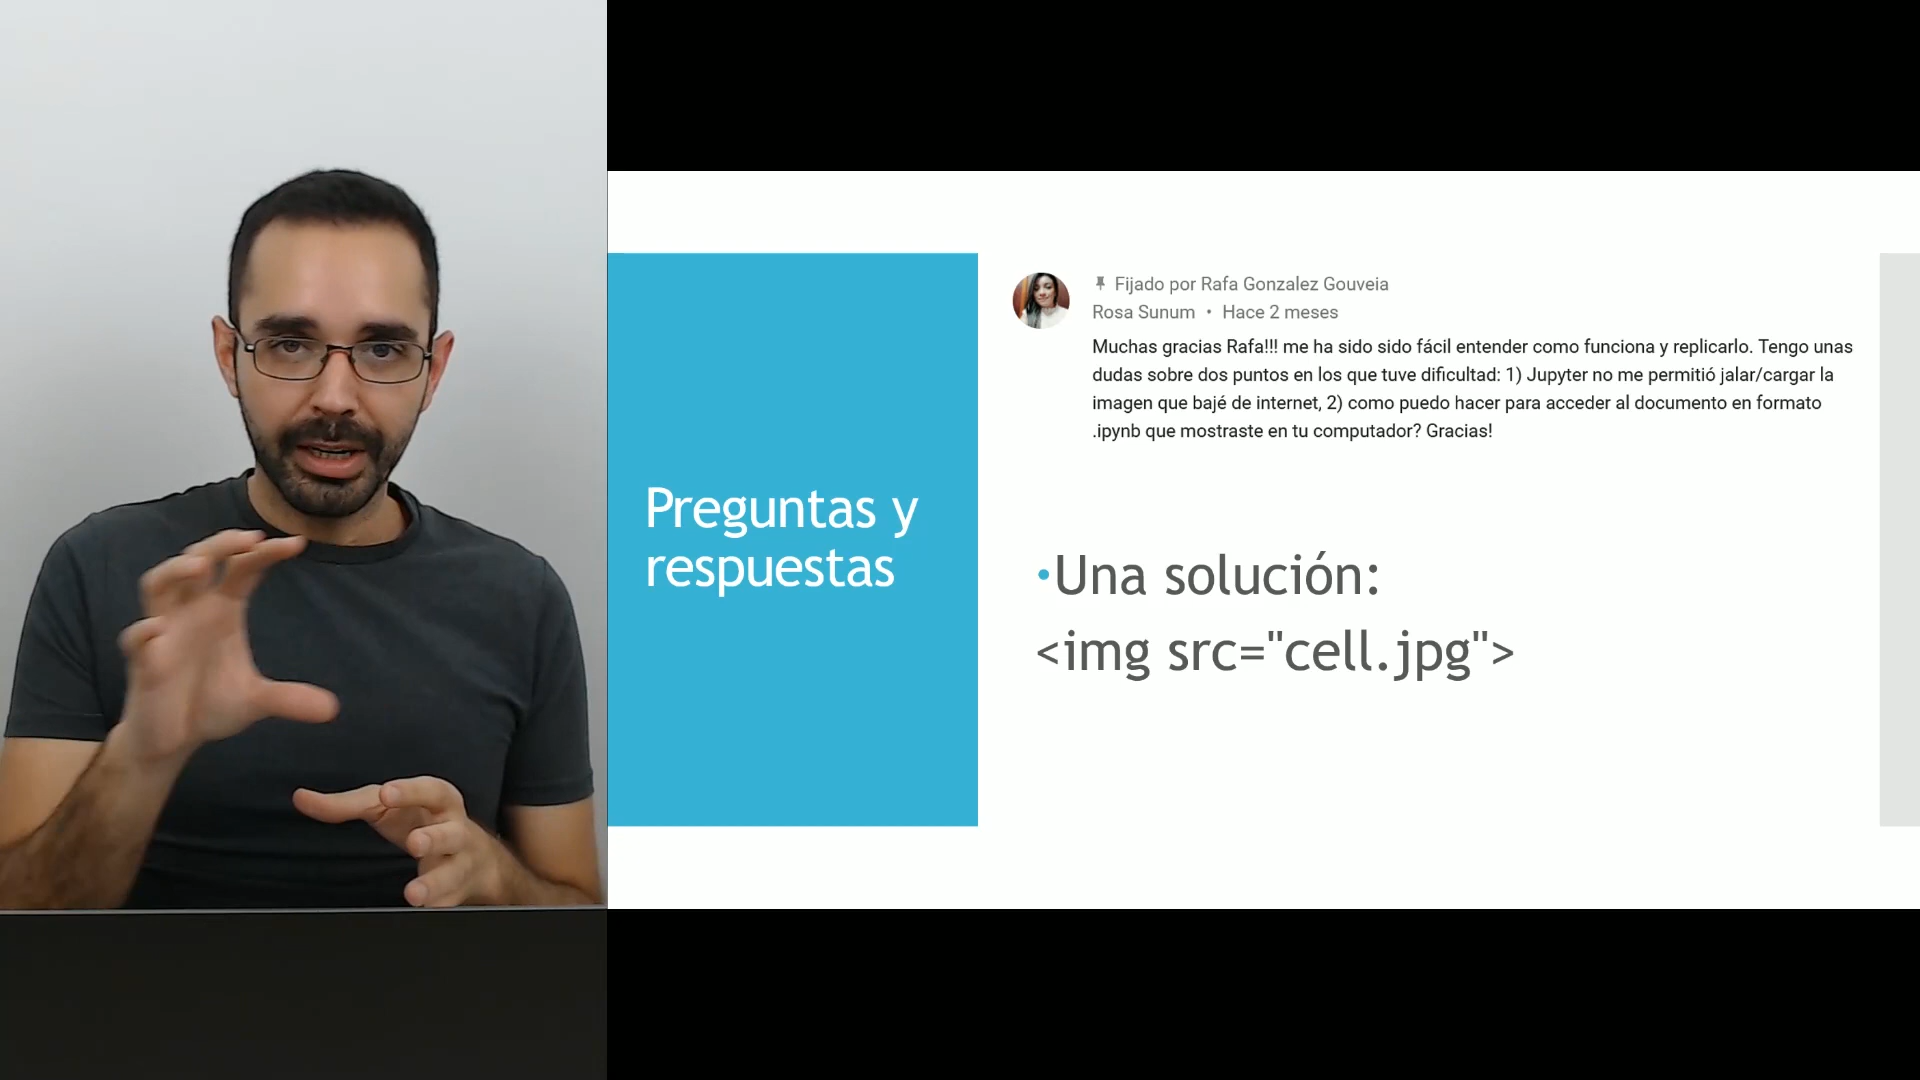 Preguntas y
respuestas
Fijado por Rafa Gonzalez Gouveia
Rosa Sunum • Hace 2 meses
Muchas gracias Rafa!!! me ha sido sido fácil entender como funciona y replicarlo. Tengo unas
dudas sobre dos puntos en los que tuve dificultad: 1) Jupyter no me permitió jalar/cargar la
imagen que bajé de internet, 2) como puedo hacer para acceder al documento en formato
.ipynb que mostraste en tu computador? Gracias!
•Una solución:
<img src="cell.jpg">